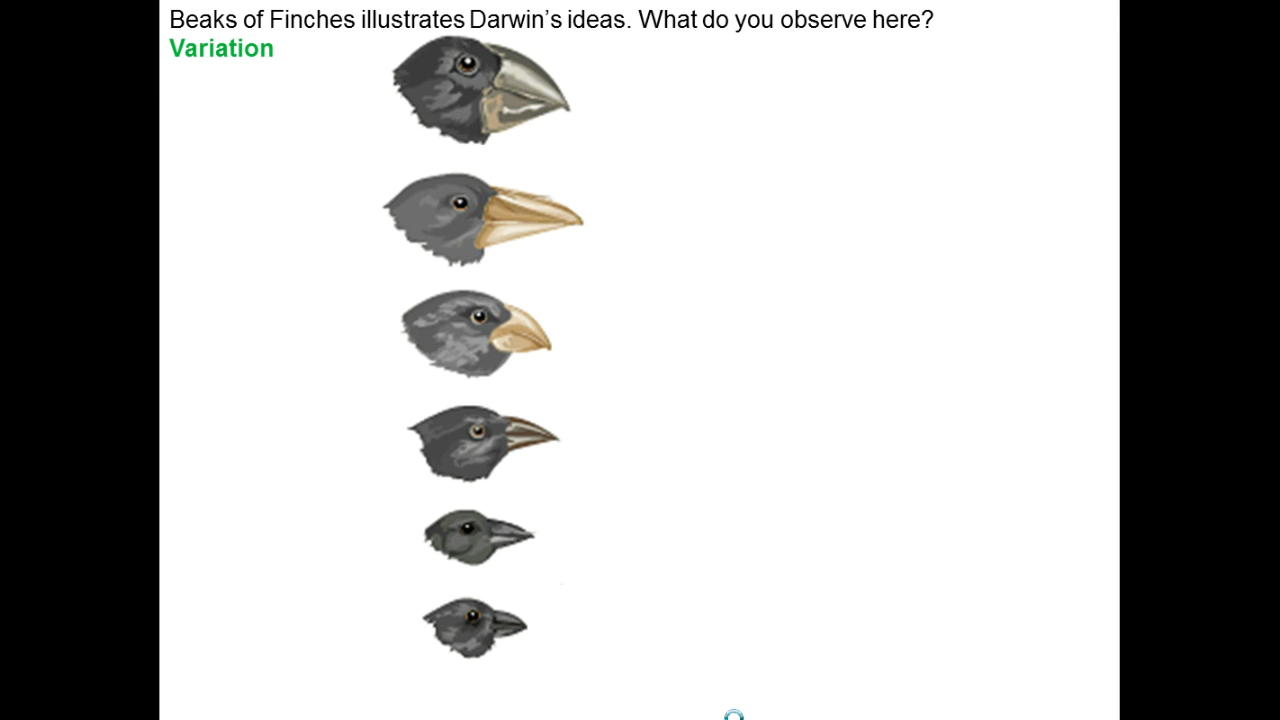 Beaks of Finches illustrates Darwin’s ideas. What do you observe here?
Variation